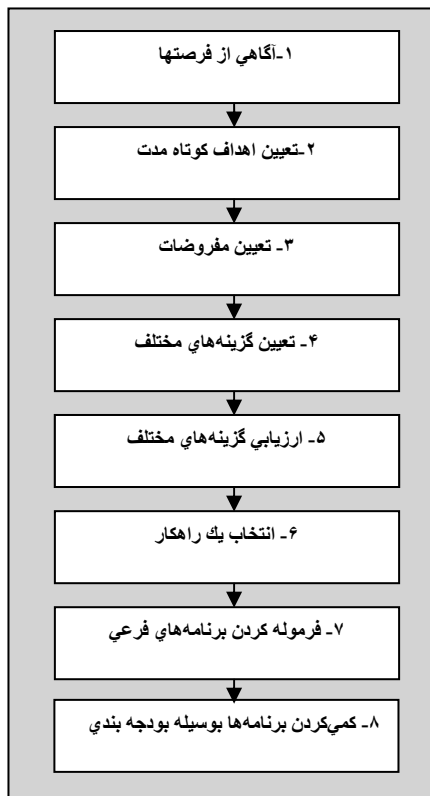 ۱-آگاهي از فرصتها
۲-تعيين اهداف كوتاه مدت
۳- تعيين مفروضات
۴- تعيين گزينه‌هاي مختلف
۵- ارزيابي گزينه‌هاي مختلف
۶- انتخاب يك راهكار
۷- فرموله كردن برنامه‌هاي فرعي
۸- كمي‌كردن برنامه‌ها بوسيله بودجه بندي